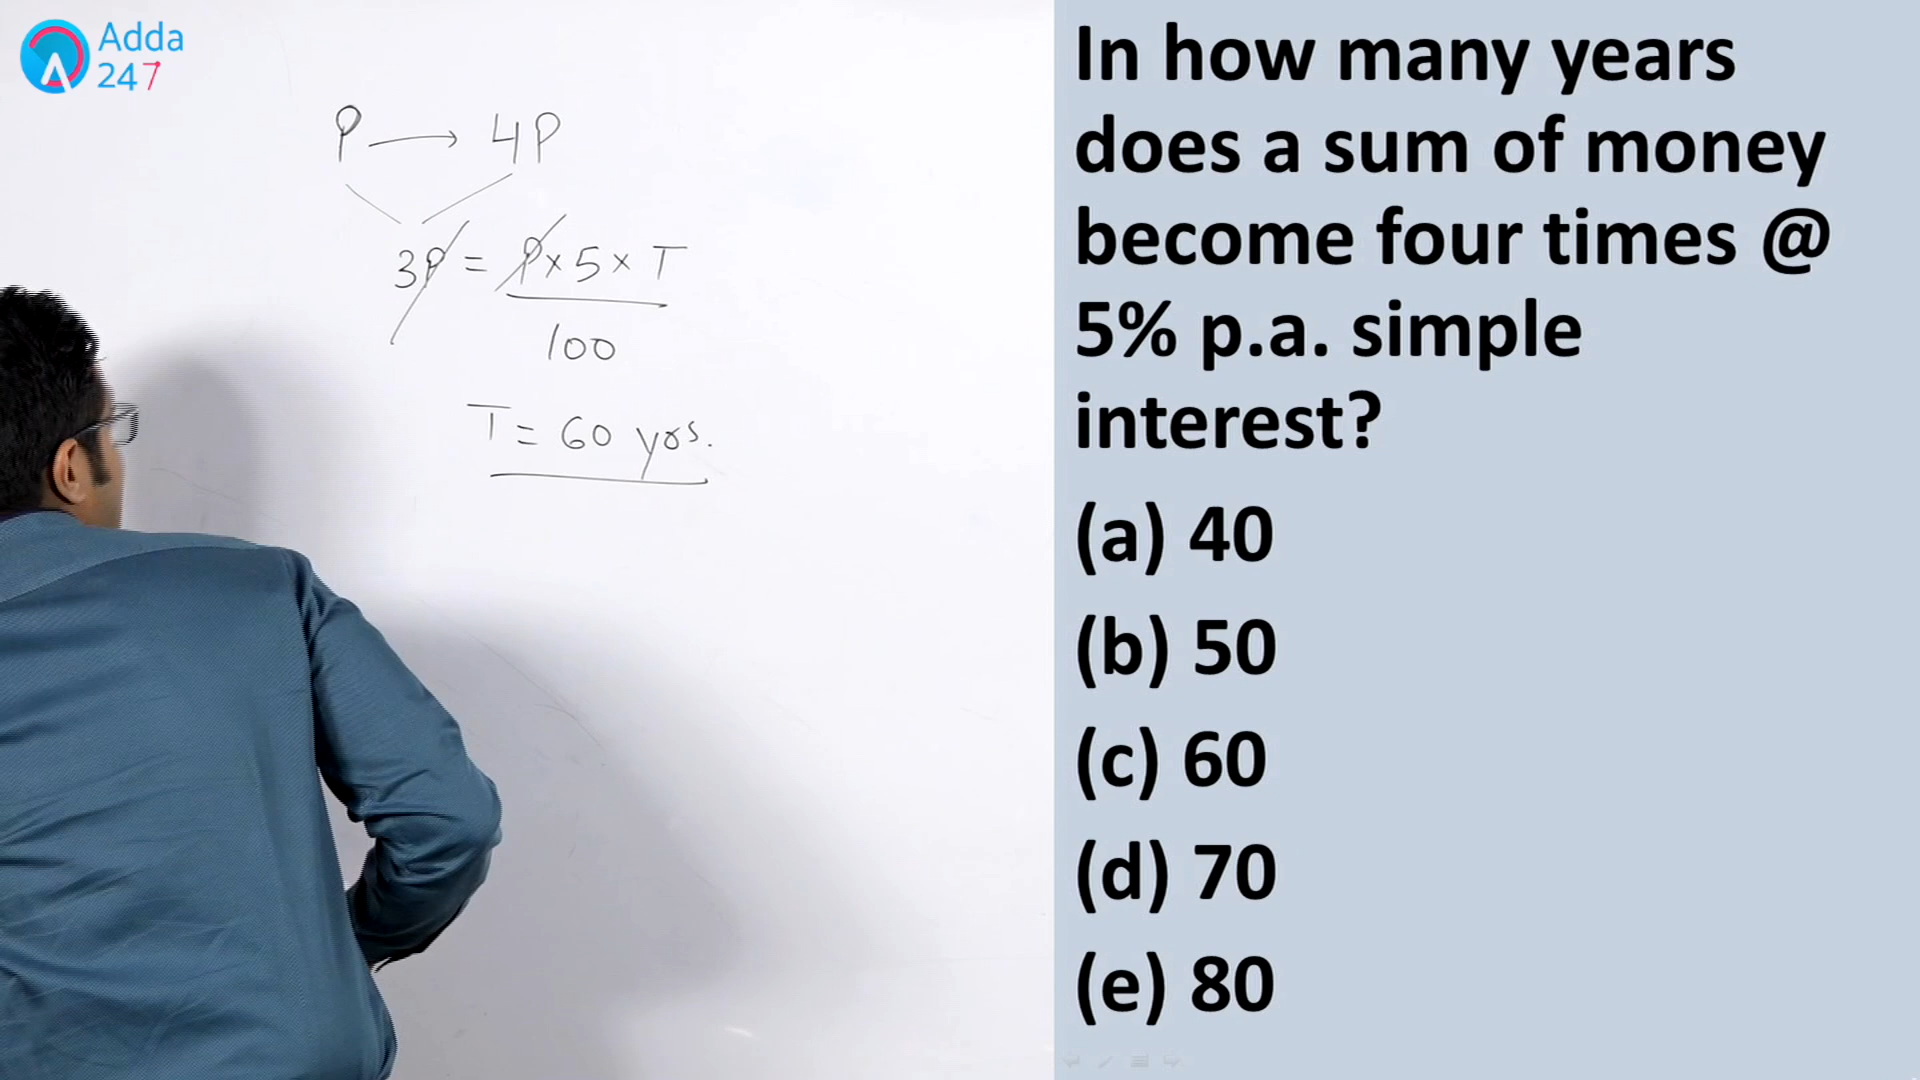 Adda
247
P → 4P
3P = P × 5 × T
100
T = 60 yrs.
In how many years
does a sum of money
become four times @
5% p.a. simple
interest?
(a) 40
(b) 50
(c) 60
(d) 70
(e) 80